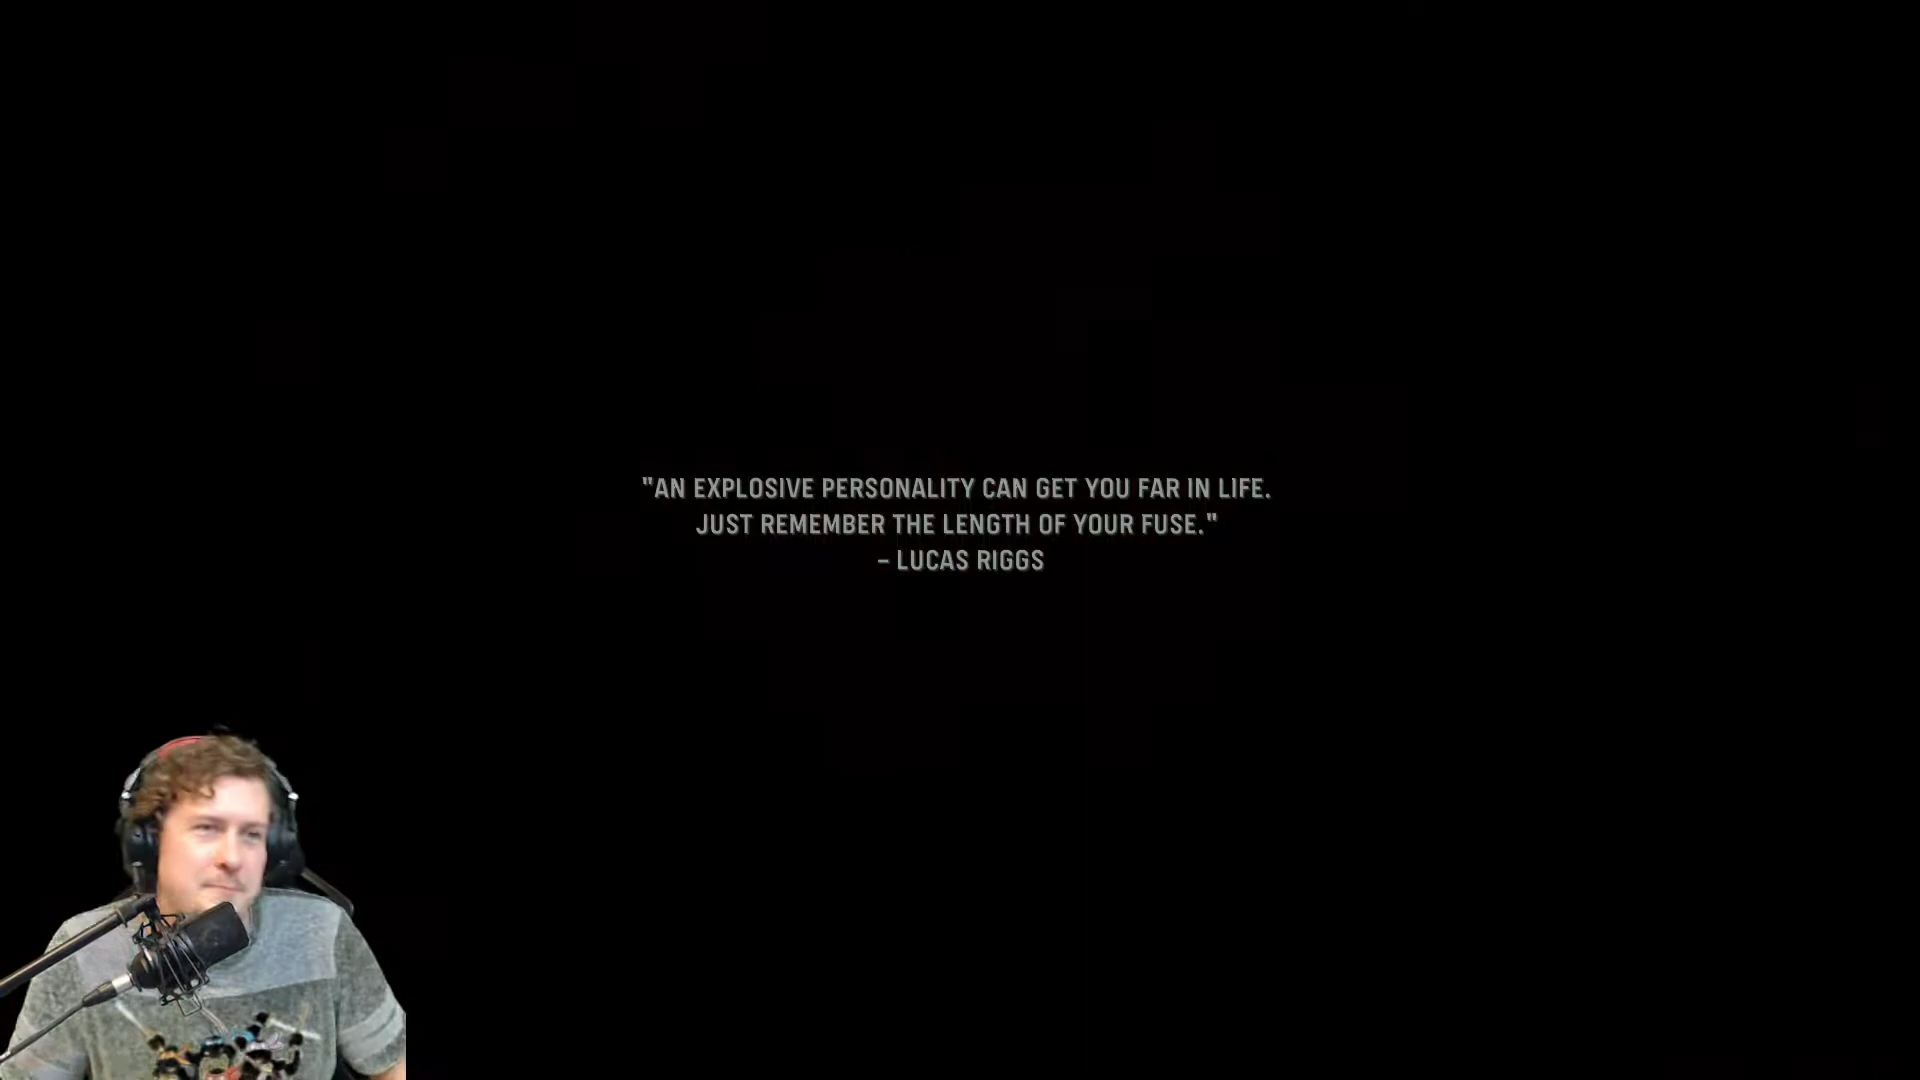 "AN EXPLOSIVE PERSONALITY CAN GET YOU FAR IN LIFE.
JUST REMEMBER THE LENGTH OF YOUR FUSE."
– LUCAS RIGGS